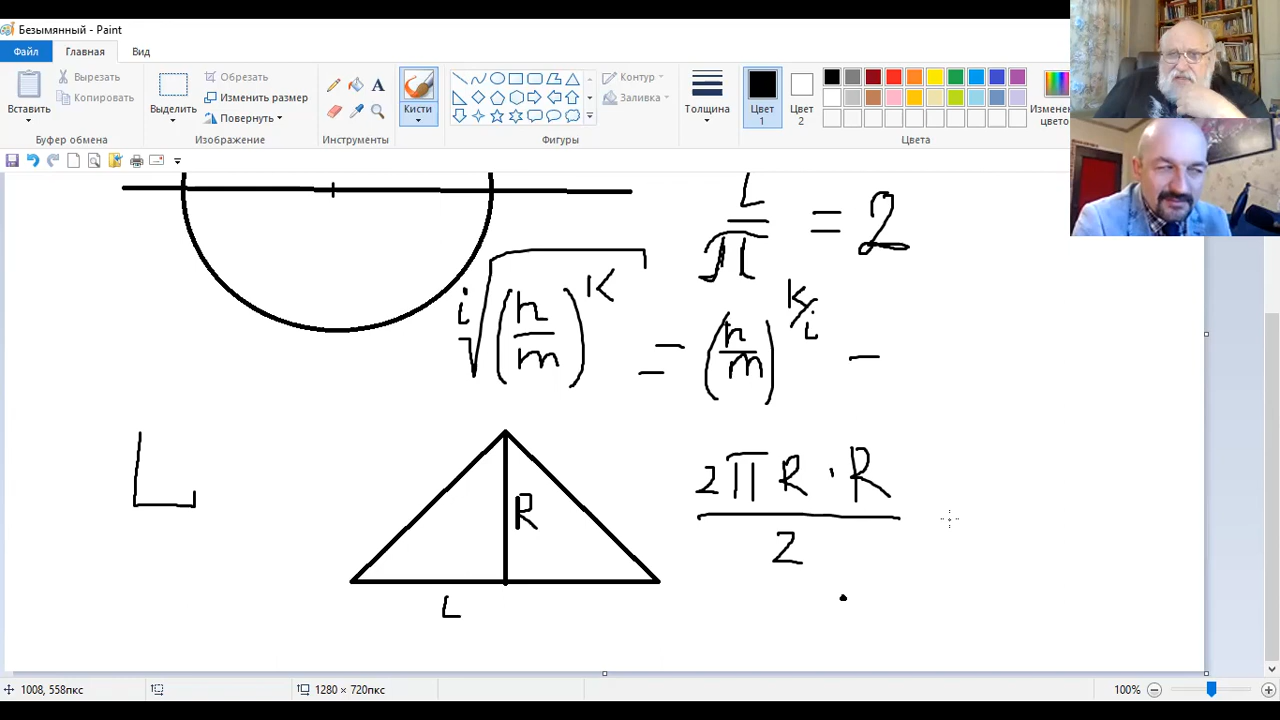 Безымянный - Paint
Файл Главная Вид
Вставить
Вырезать
Копировать
Буфер обмена
Выделить
Обрезать
Изменить размер
Повернуть
Изображение
Инструменты
Кисти
Фигуры
Контур
Заливка
Толщина
Цвет 1
Цвет 2
Цвета
L/π = 2
i√(n/m)^K = (n/m)^K/i -
L
R
L
2πR · R
2
1008, 558пкс
1280 × 720пкс
100%